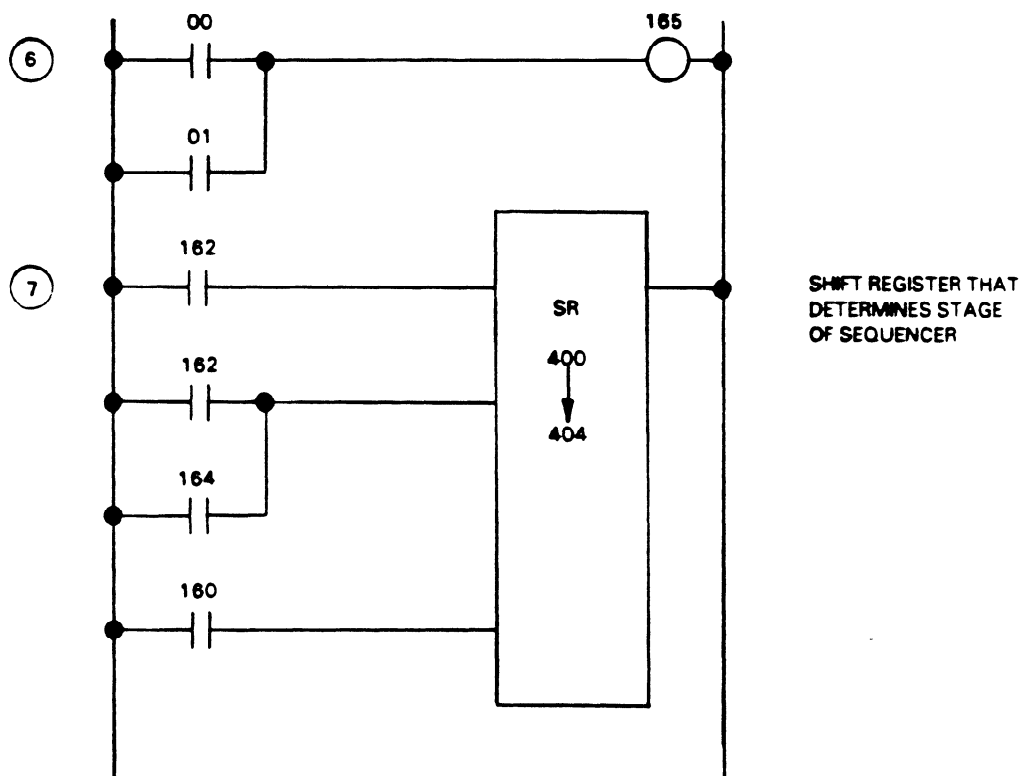 00
165
6
01
162
7
SHIFT REGISTER THAT
DETERMINES STAGE
OF SEQUENCER
SR
400
162
404
164
160